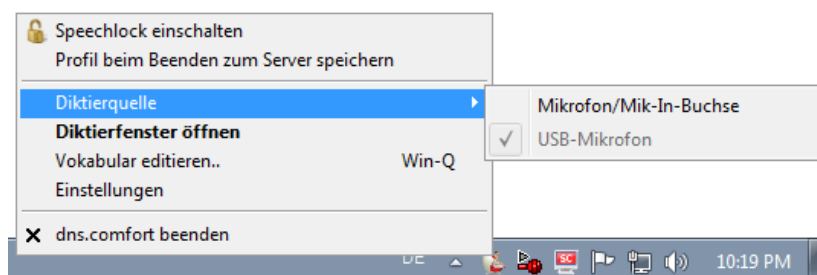 Speechlock einschalten
Profil beim Beenden zum Server speichern
Diktierquelle
Mikrofon/Mik-In-Buchse
Diktierfenster öffnen
USB-Mikrofon
Vokabular editieren.. Win-Q
Einstellungen
dns.comfort beenden
DE SC 10:19 PM